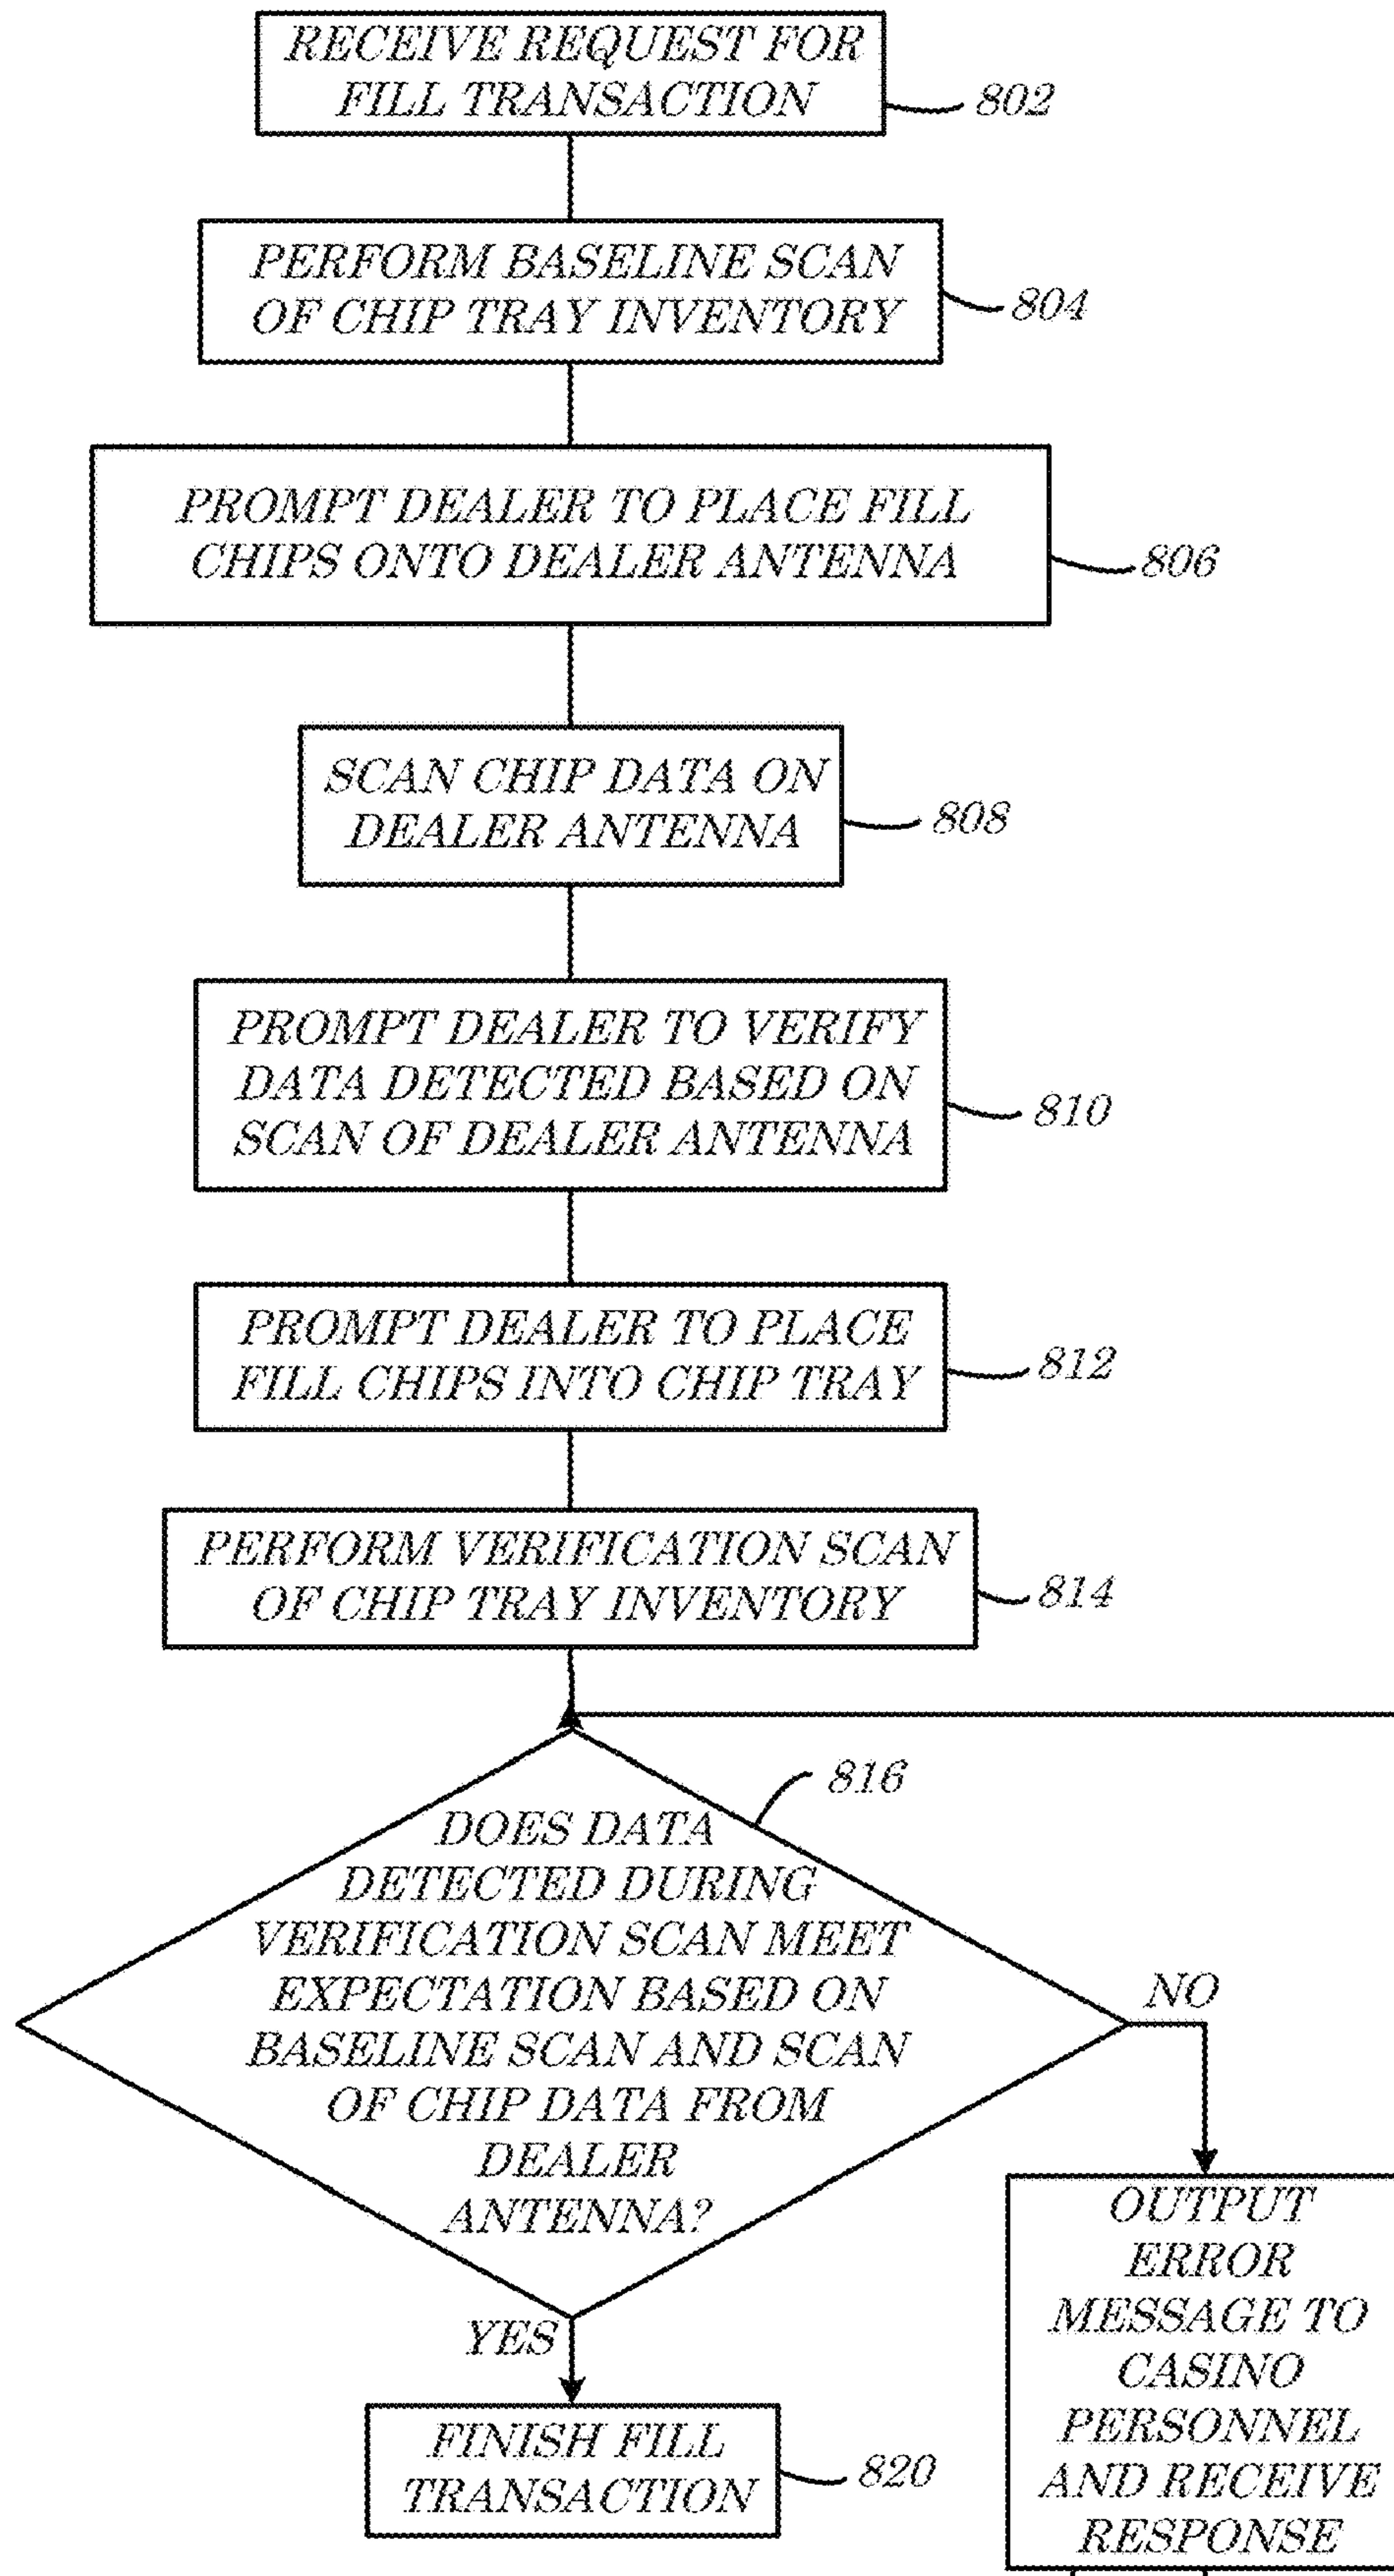 RECEIVE REQUEST FOR
FILL TRANSACTION
802
PERFORM BASELINE SCAN
OF CHIP TRAY INVENTORY
804
PROMPT DEALER TO PLACE FILL
CHIPS ONTO DEALER ANTENNA
806
SCAN CHIP DATA ON
DEALER ANTENNA
808
PROMPT DEALER TO VERIFY
DATA DETECTED BASED ON
SCAN OF DEALER ANTENNA
810
PROMPT DEALER TO PLACE
FILL CHIPS INTO CHIP TRAY
812
PERFORM VERIFICATION SCAN
OF CHIP TRAY INVENTORY
814
816
DOES DATA
DETECTED DURING
VERIFICATION SCAN MEET
EXPECTATION BASED ON
BASELINE SCAN AND SCAN
OF CHIP DATA FROM
DEALER
ANTENNA?
NO
YES
OUTPUT
ERROR
MESSAGE TO
CASINO
PERSONNEL
AND RECEIVE
RESPONSE
FINISH FILL
TRANSACTION
820